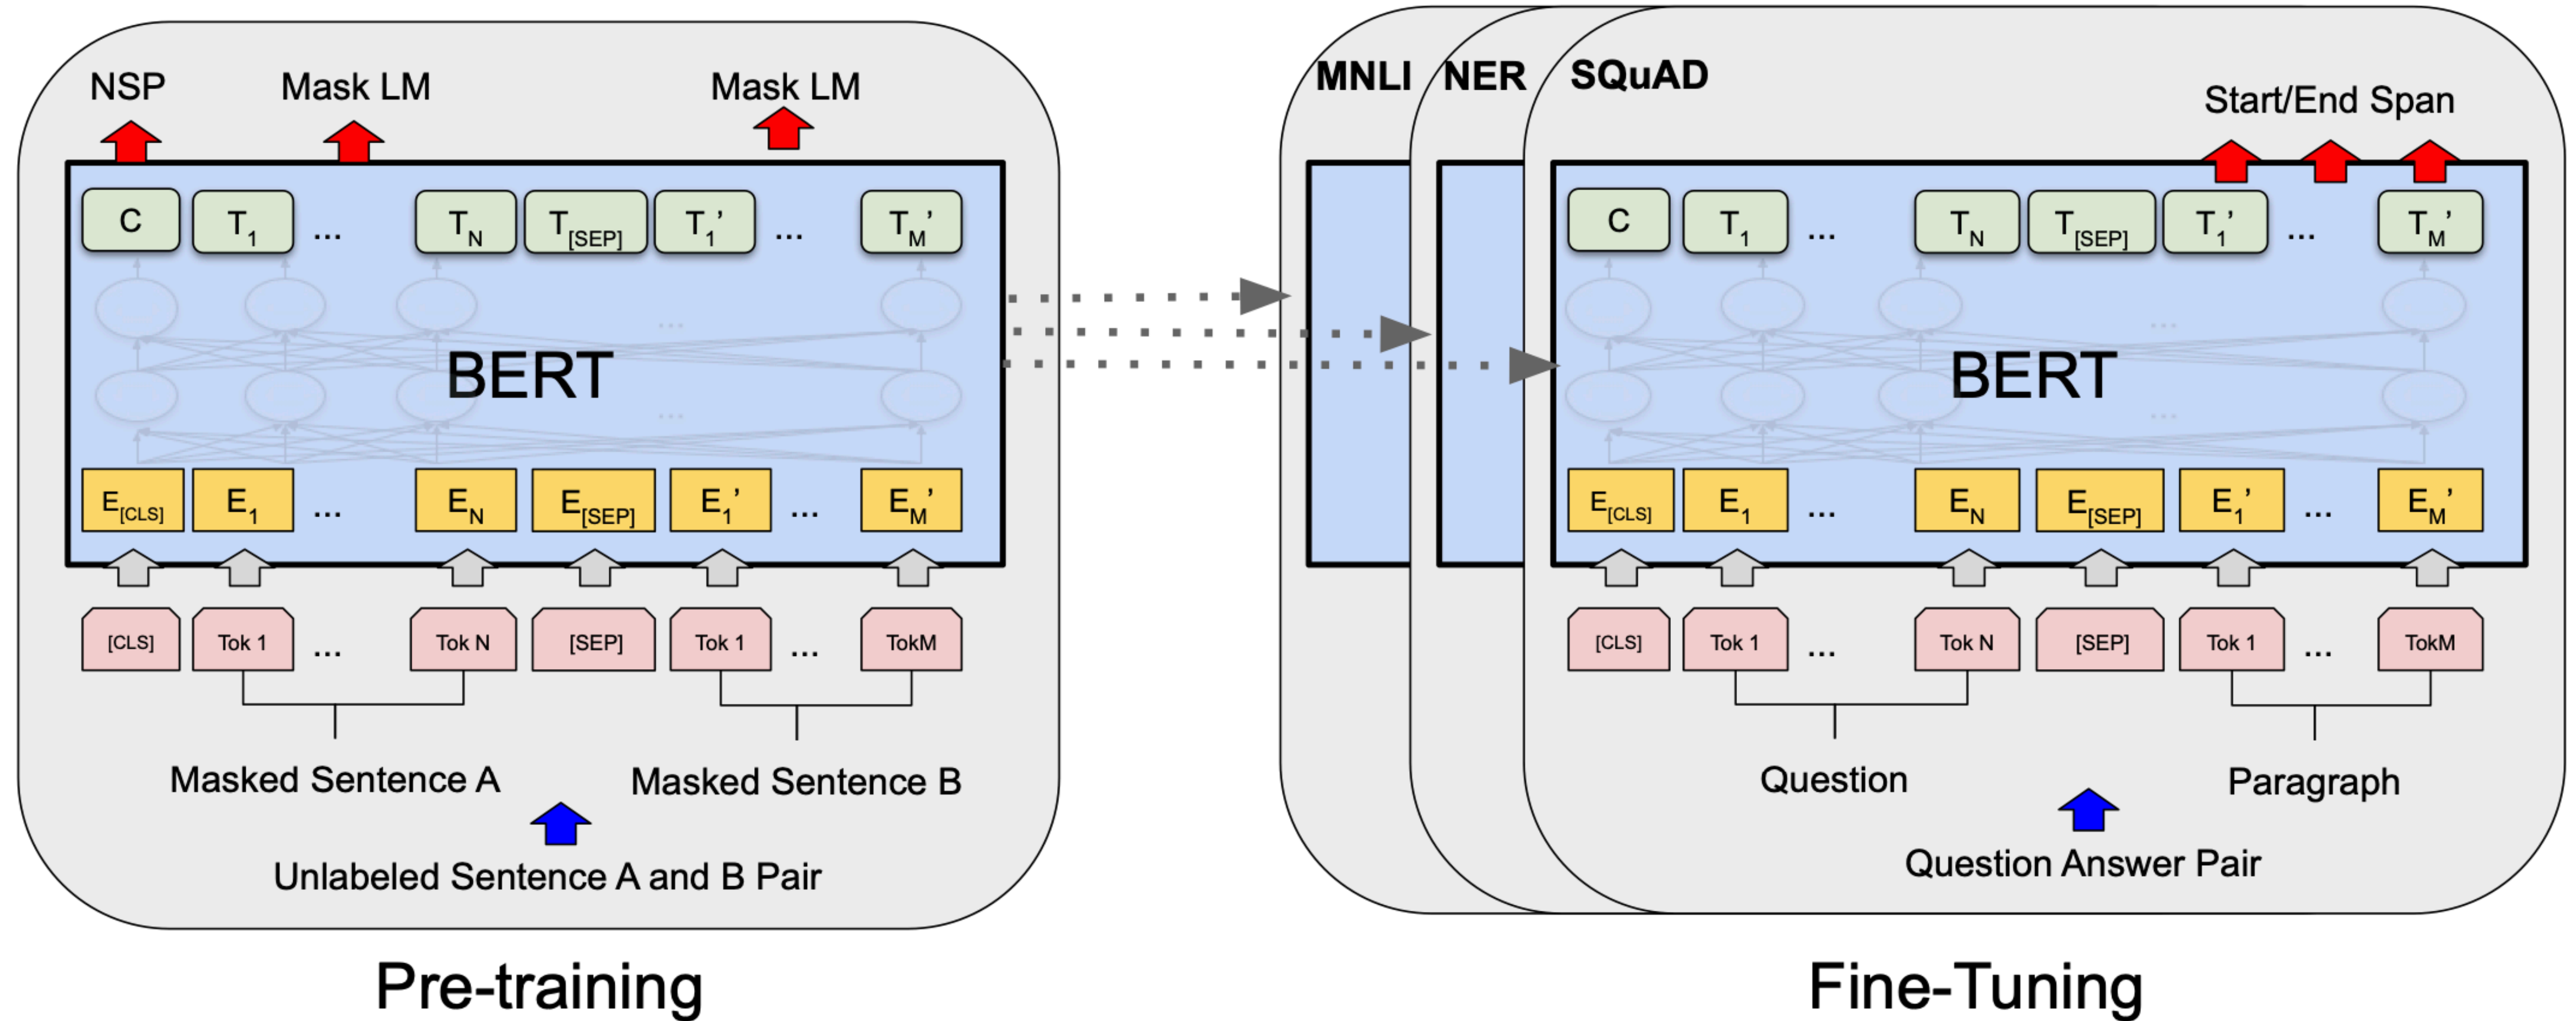 NSP Mask LM Mask LM
C T1 ... TN T[SEP] T1’ ... TM’
...
BERT
...
E[CLS] E1 ... EN E[SEP] E1’ ... EM’
[CLS] Tok 1 ... Tok N [SEP] Tok 1 ... TokM
Masked Sentence A Masked Sentence B
Unlabeled Sentence A and B Pair
Pre-training
MNLI NER SQuAD
Start/End Span
C T1 ... TN T[SEP] T1’ ... TM’
...
BERT
...
E[CLS] E1 ... EN E[SEP] E1’ ... EM’
[CLS] Tok 1 ... Tok N [SEP] Tok 1 ... TokM
Question Paragraph
Question Answer Pair
Fine-Tuning